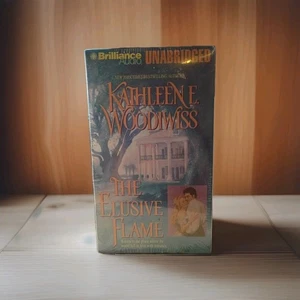 Brilliance
AUDIO
UNABRIDGED
KATHLEEN E.
WOODIWISS
THE
ELUSIVE
FLAME